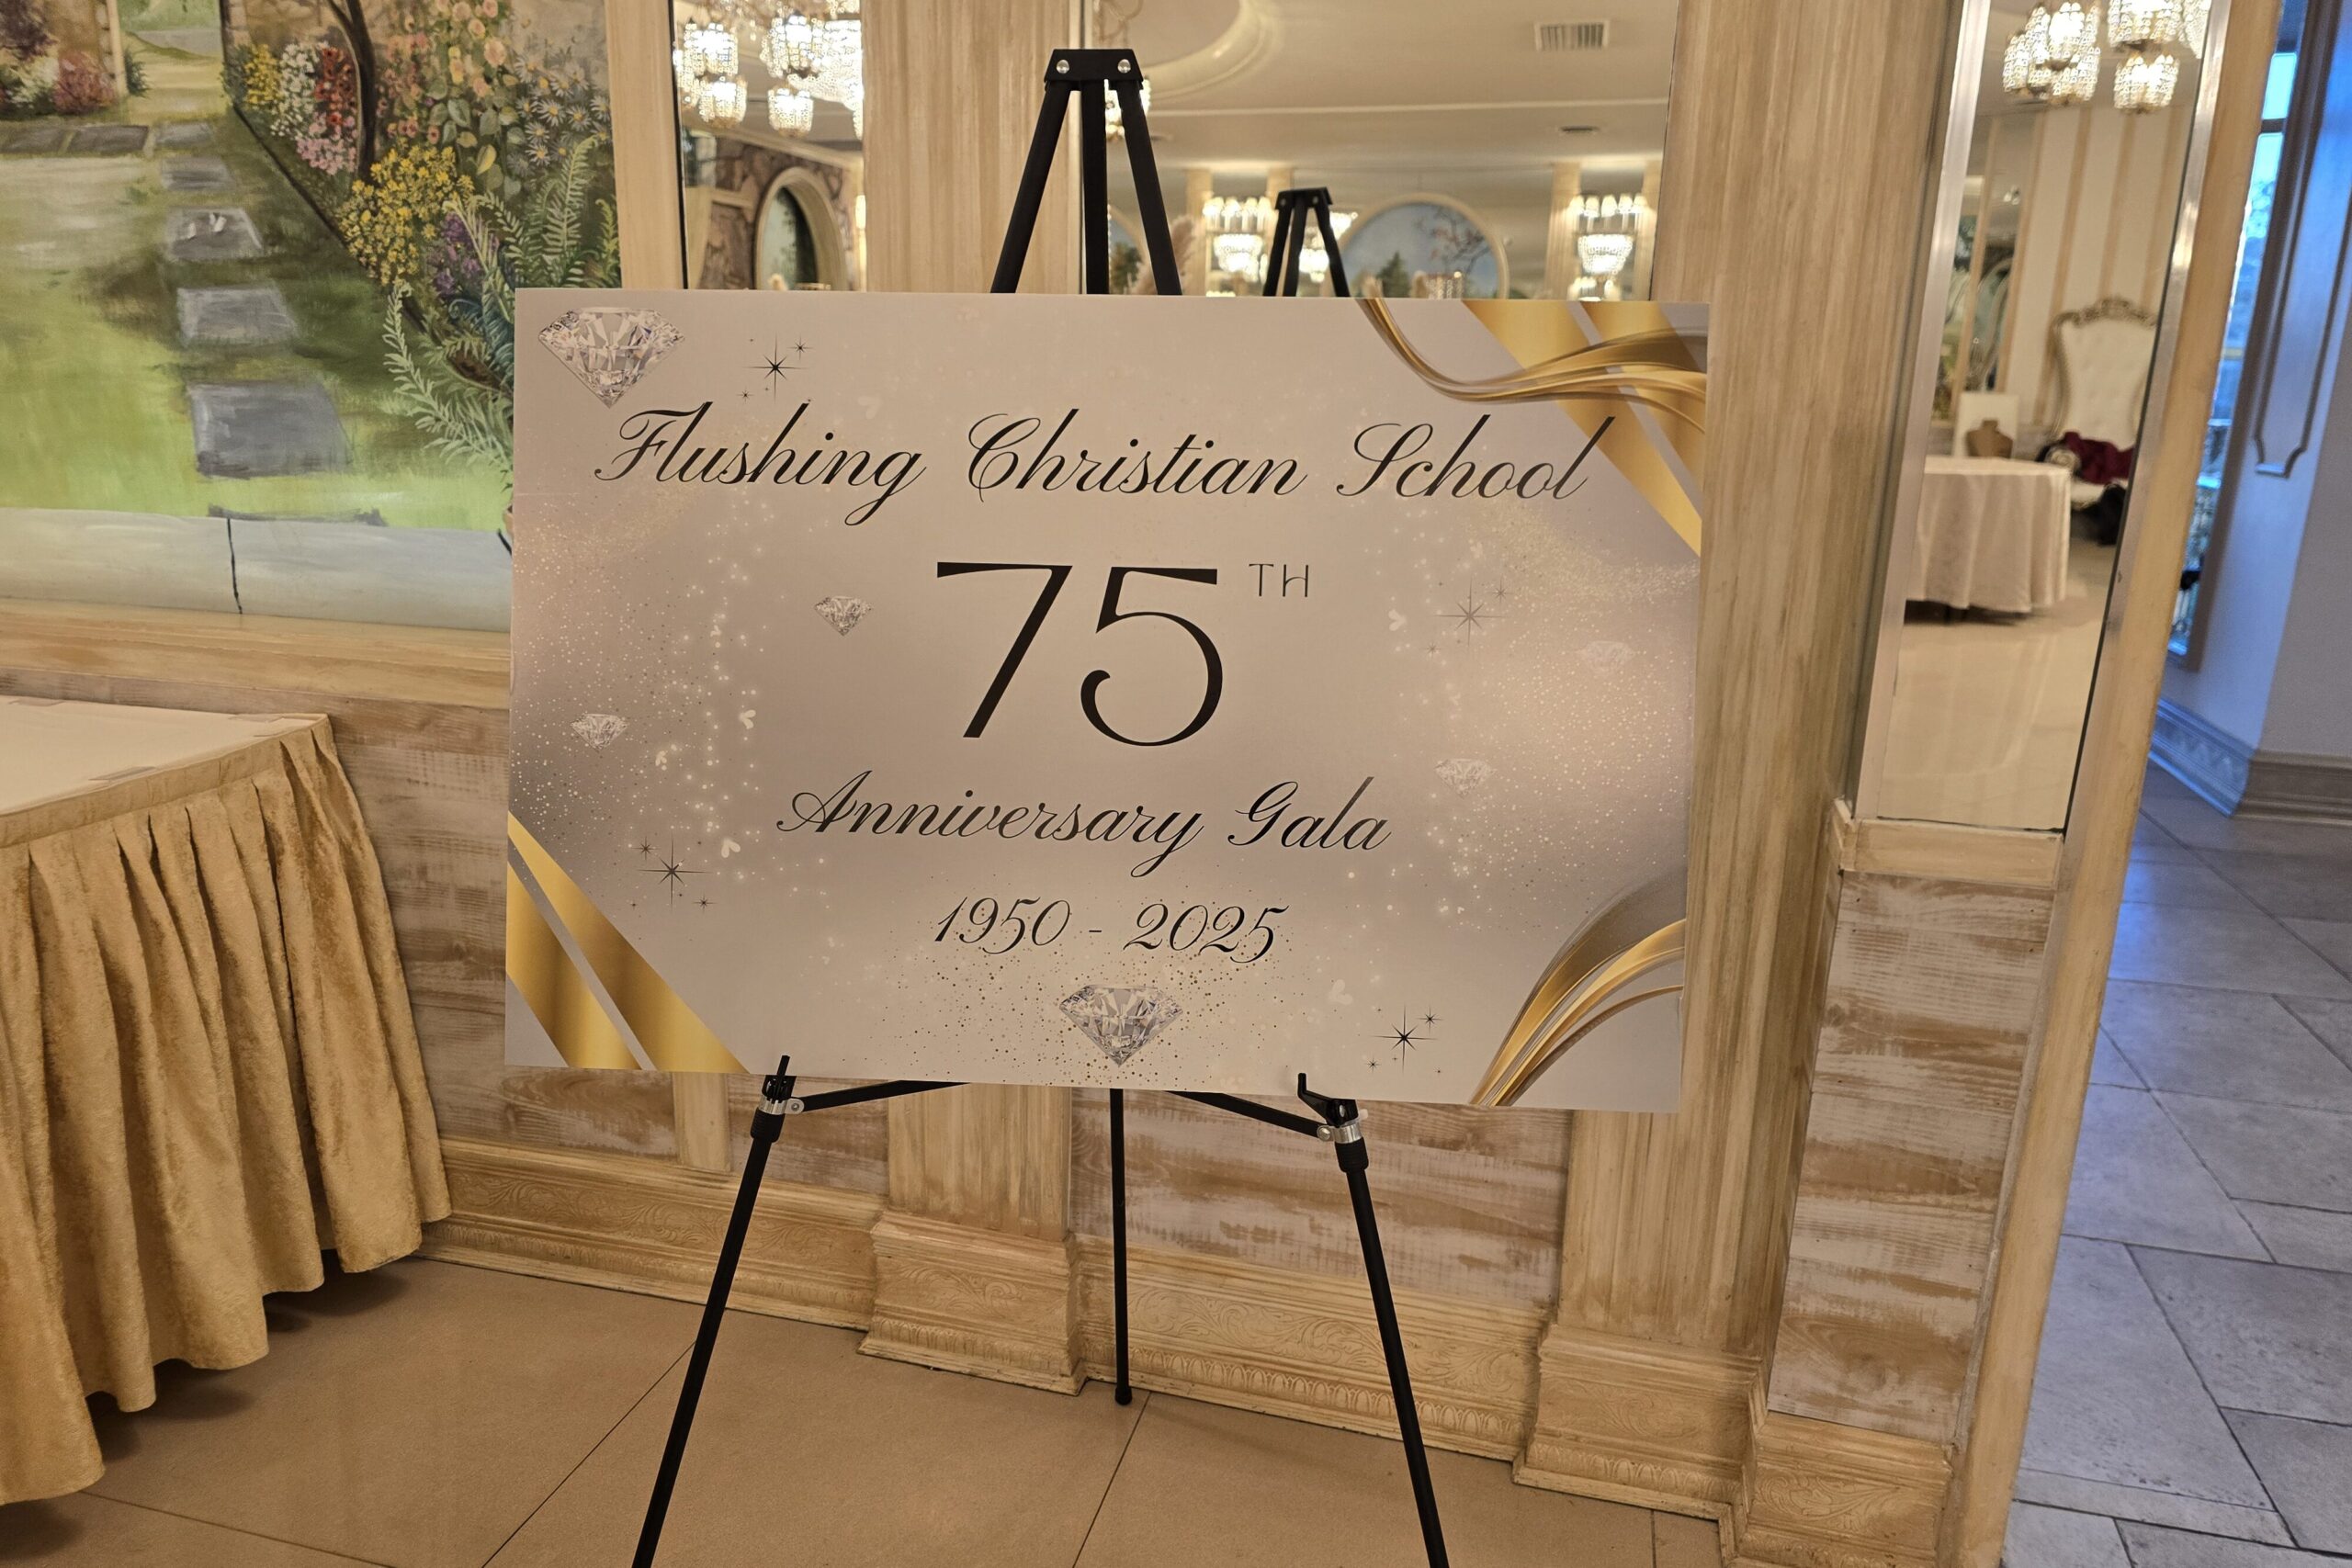 Flushing Christian School
75TH
Anniversary Gala
1950 - 2025